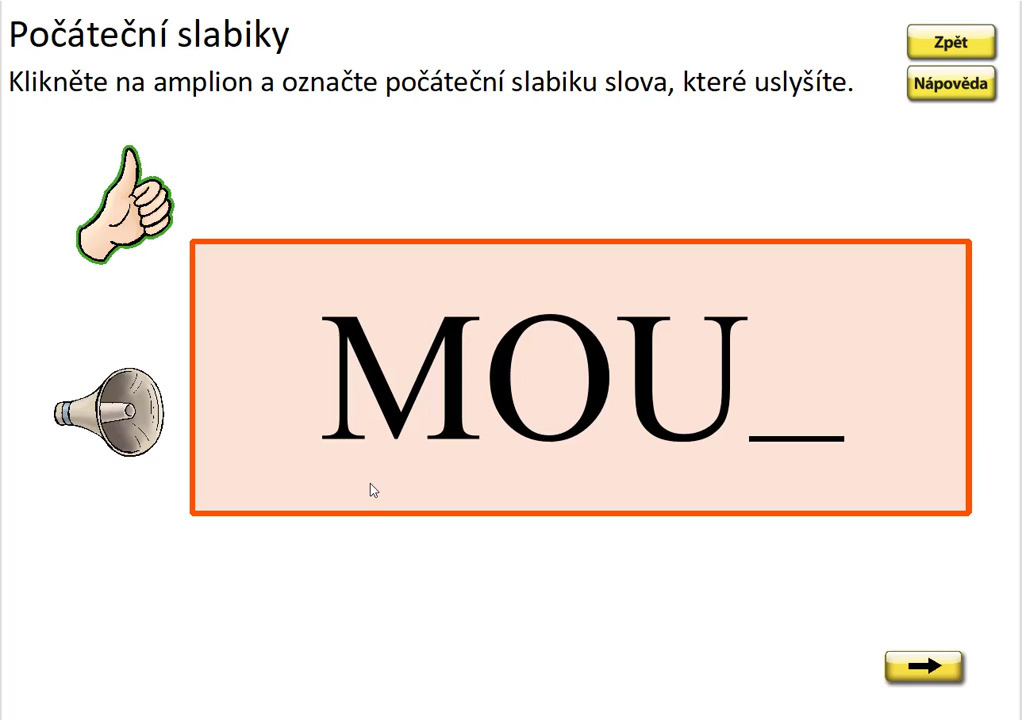 Počáteční slabiky
Klikněte na amplion a označte počáteční slabiku slova, které uslyšíte.
Zpět
Nápověda
MOU_